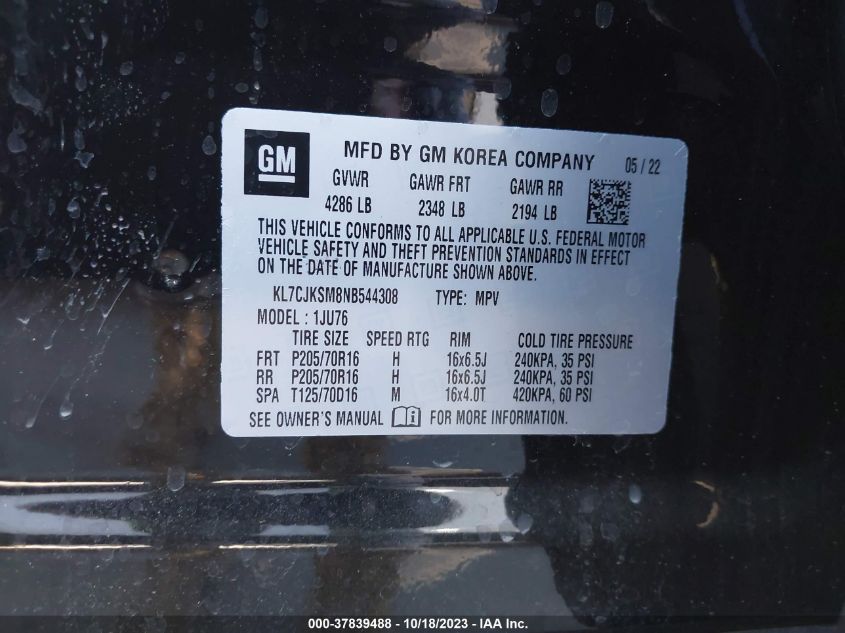 GM MFD BY GM KOREA COMPANY 05 / 22
GVWR GAWR FRT GAWR RR
4286 LB 2348 LB 2194 LB
THIS VEHICLE CONFORMS TO ALL APPLICABLE U.S. FEDERAL MOTOR
VEHICLE SAFETY AND THEFT PREVENTION STANDARDS IN EFFECT
ON THE DATE OF MANUFACTURE SHOWN ABOVE.
KL7CJKSM8NB544308 TYPE: MPV
MODEL : 1JU76
TIRE SIZE SPEED RTG RIM COLD TIRE PRESSURE
FRT P205/70R16 H 16x6.5J 240KPA, 35 PSI
RR P205/70R16 H 16x6.5J 240KPA, 35 PSI
SPA T125/70D16 M 16x4.0T 420KPA, 60 PSI
SEE OWNER'S MANUAL FOR MORE INFORMATION.
000-37839488 - 10/18/2023 - IAA Inc.